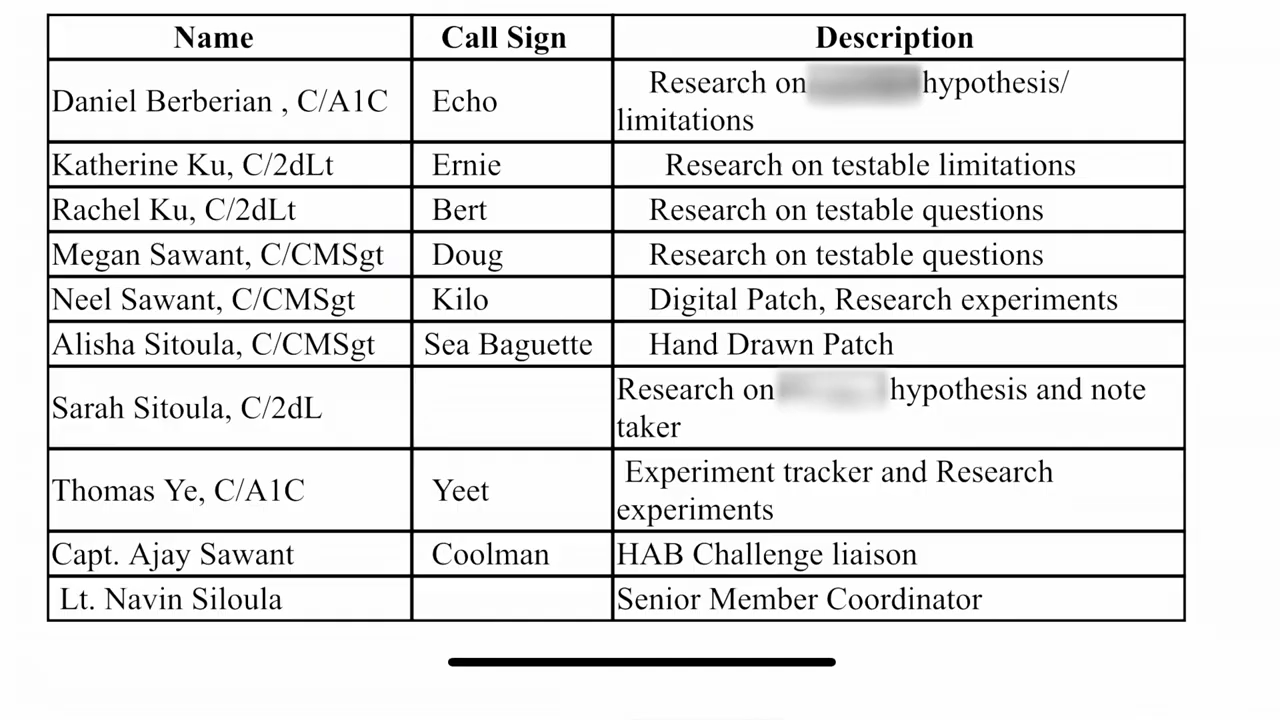 Name Call Sign Description
Daniel Berberian , C/A1C Echo Research on hypothesis/
limitations
Katherine Ku, C/2dLt Ernie Research on testable limitations
Rachel Ku, C/2dLt Bert Research on testable questions
Megan Sawant, C/CMSgt Doug Research on testable questions
Neel Sawant, C/CMSgt Kilo Digital Patch, Research experiments
Alisha Sitoula, C/CMSgt Sea Baguette Hand Drawn Patch
Sarah Sitoula, C/2dL Research on hypothesis and note
taker
Thomas Ye, C/A1C Yeet Experiment tracker and Research
experiments
Capt. Ajay Sawant Coolman HAB Challenge liaison
Lt. Navin Siloula Senior Member Coordinator